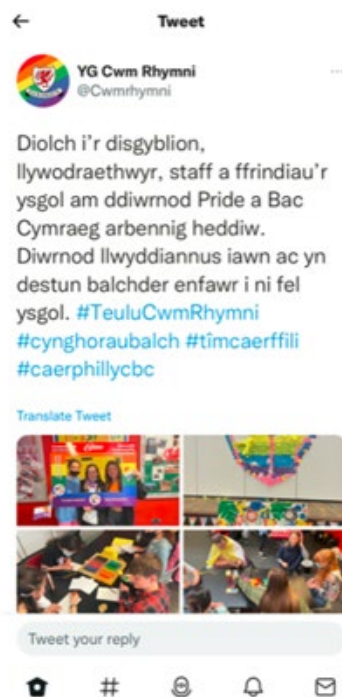 Tweet
YG Cwm Rhymni
@Cwmrhymni
Diolch i'r disgyblion,
llywodraethwyr, staff a ffrindiau'r
ysgol am ddiwrnod Pride a Bac
Cymraeg arbennig heddiw.
Diwrnod llwyddiannus iawn ac yn
destun balchder enfawr i ni fel
ysgol. #TeuluCwmRhymni
#cynghoraubalch #tîmcaerffili
#caerphillycbc
Translate Tweet
Tweet your reply